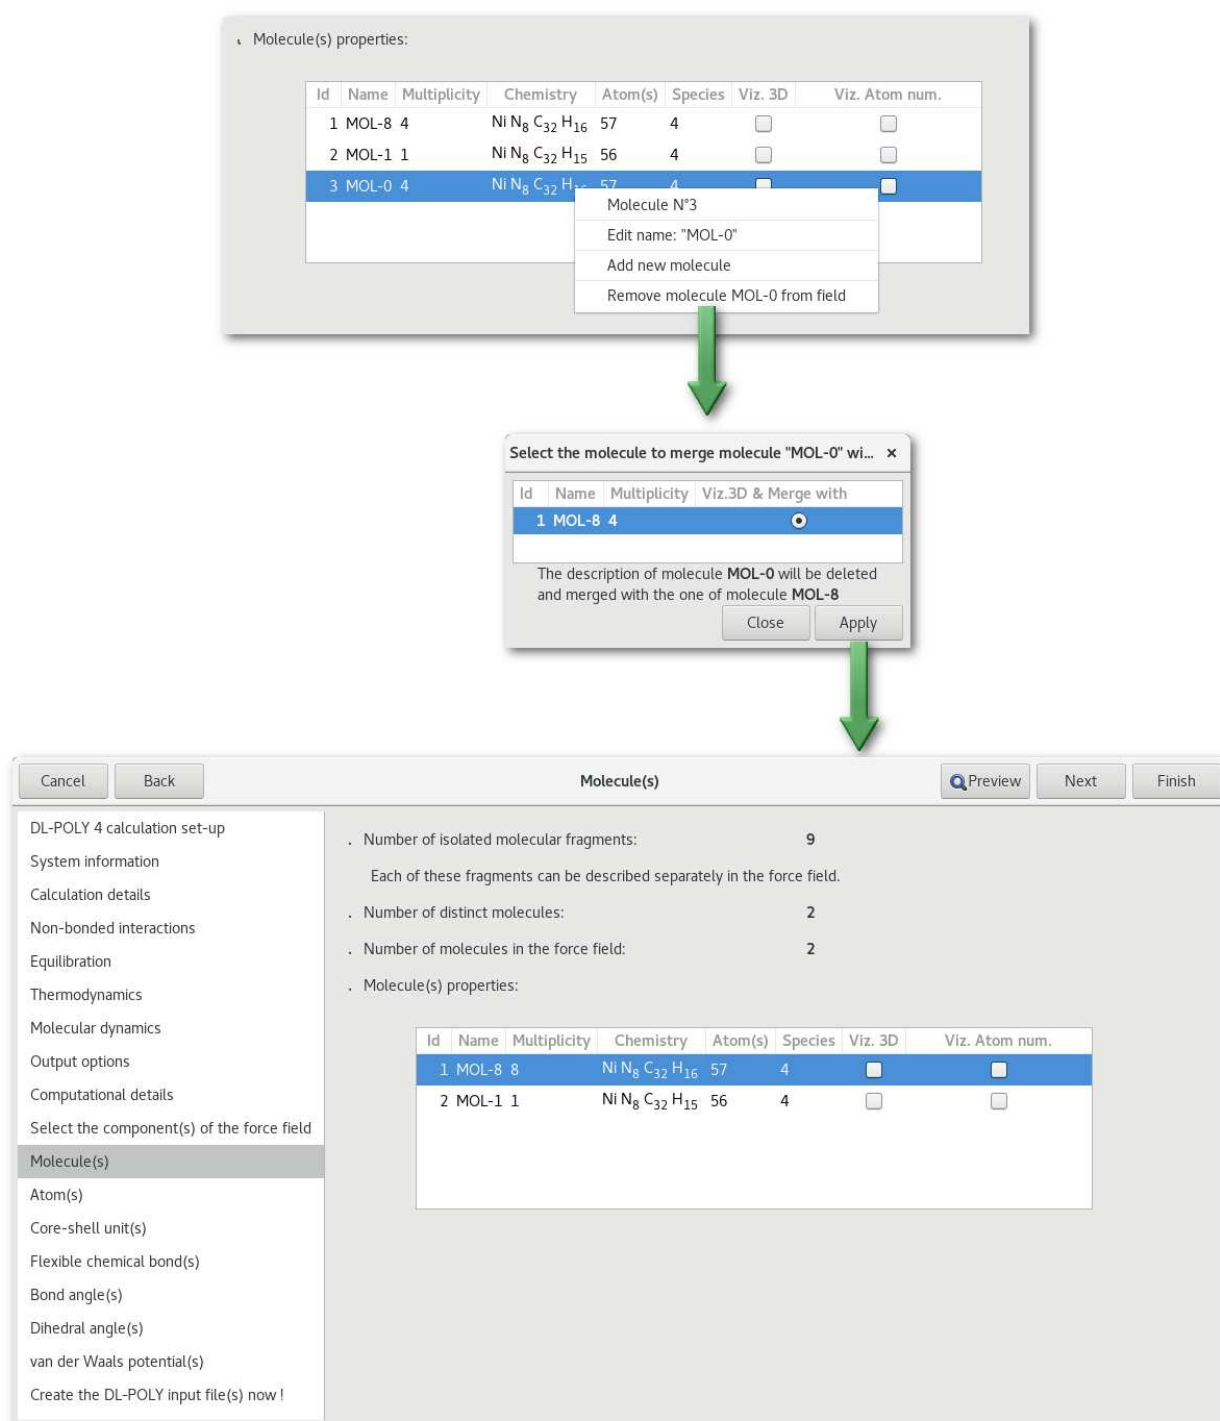 Molecule(s) properties:
Id Name Multiplicity Chemistry Atom(s) Species Viz. 3D Viz. Atom num.
1 MOL-8 4 Ni N8 C32 H16 57 4
2 MOL-1 1 Ni N8 C32 H15 56 4
3 MOL-0 4 Ni N8 C32 H16 57 4
Molecule N°3
Edit name: "MOL-0"
Add new molecule
Remove molecule MOL-0 from field
Select the molecule to merge molecule "MOL-0" wi... ×
Id Name Multiplicity Viz.3D & Merge with
1 MOL-8 4
The description of molecule MOL-0 will be deleted
and merged with the one of molecule MOL-8
Close Apply
Cancel Back Molecule(s) Preview Next Finish
DL-POLY 4 calculation set-up
System information
Calculation details
Non-bonded interactions
Equilibration
Thermodynamics
Molecular dynamics
Output options
Computational details
Select the component(s) of the force field
Molecule(s)
Atom(s)
Core-shell unit(s)
Flexible chemical bond(s)
Bond angle(s)
Dihedral angle(s)
van der Waals potential(s)
Create the DL-POLY input file(s) now !
. Number of isolated molecular fragments: 9
Each of these fragments can be described separately in the force field.
. Number of distinct molecules: 2
. Number of molecules in the force field: 2
. Molecule(s) properties:
Id Name Multiplicity Chemistry Atom(s) Species Viz. 3D Viz. Atom num.
1 MOL-8 8 Ni N8 C32 H16 57 4
2 MOL-1 1 Ni N8 C32 H15 56 4